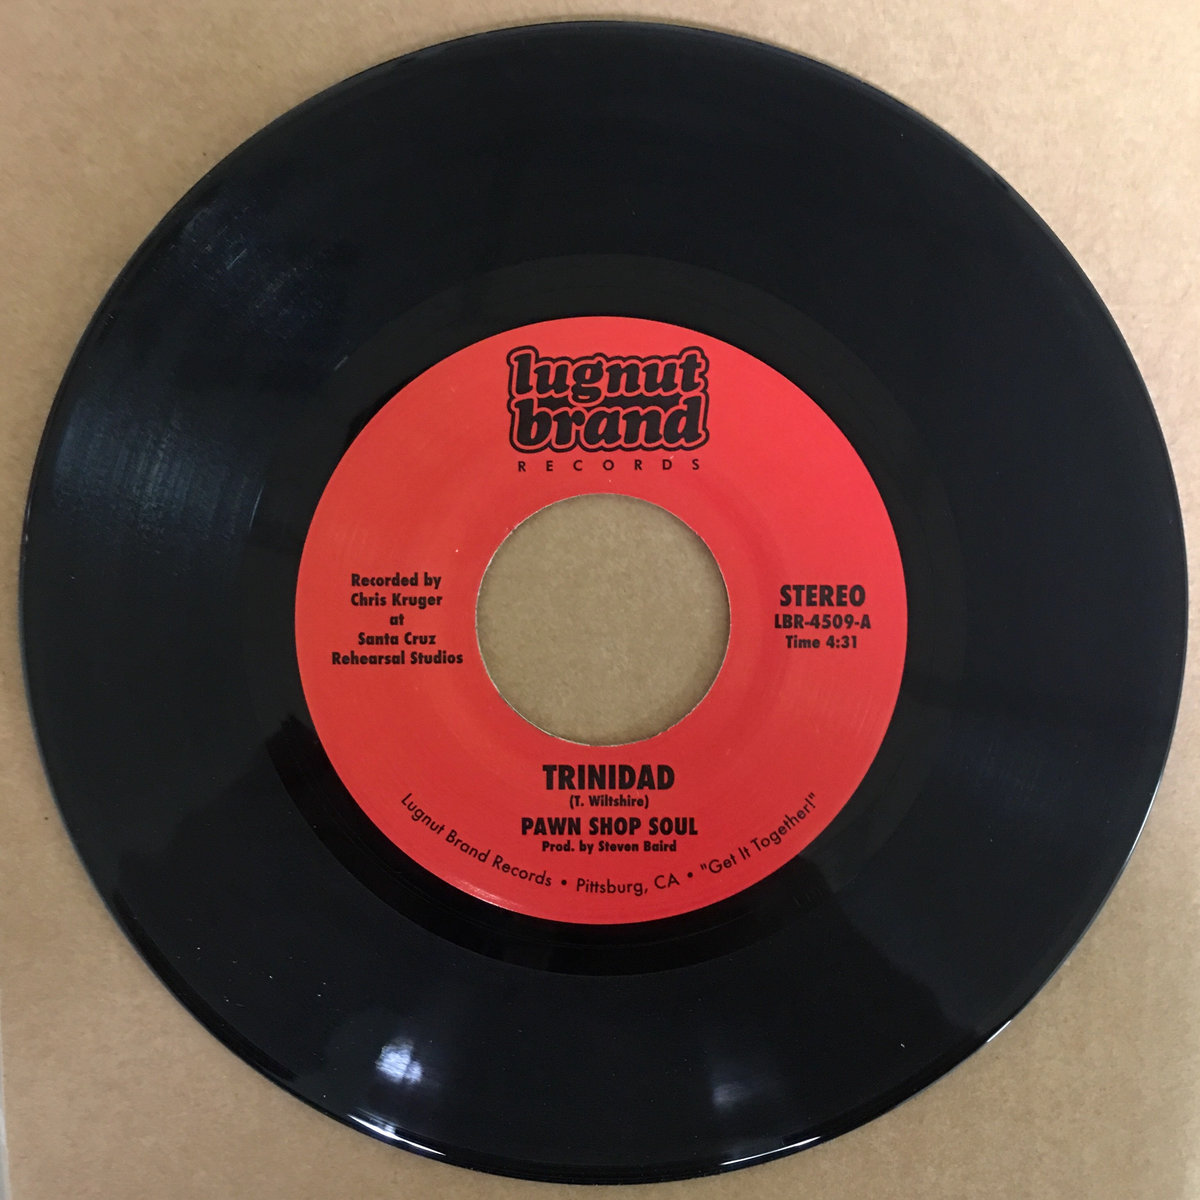 lugnut
brand
RECORDS
Recorded by
Chris Kruger
at
Santa Cruz
Rehearsal Studios
STEREO
LBR-4509-A
Time 4:31
TRINIDAD
(T. Wiltshire)
PAWN SHOP SOUL
Prod. by Steven Baird
Lugnut Brand Records • Pittsburg, CA • "Get It Together!"